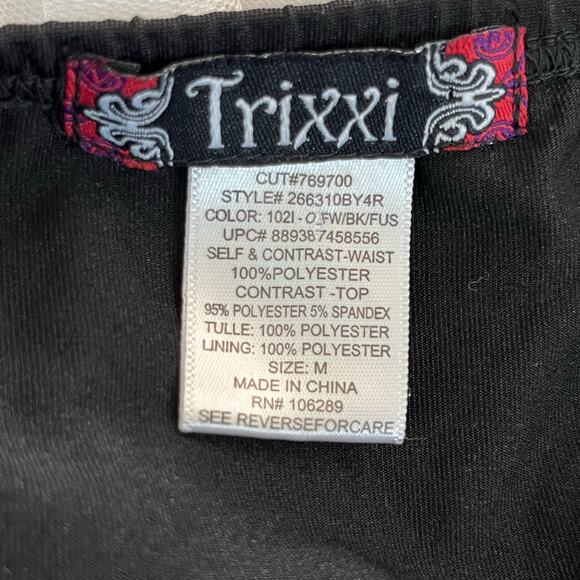 Trixxi
CUT#769700
STYLE# 266310BY4R
COLOR: 102I - OFW/BK/FUS
UPC# 889387458556
SELF & CONTRAST-WAIST
100%POLYESTER
CONTRAST -TOP
95% POLYESTER 5% SPANDEX
TULLE: 100% POLYESTER
LINING: 100% POLYESTER
SIZE: M
MADE IN CHINA
RN# 106289
SEE REVERSEFORCARE